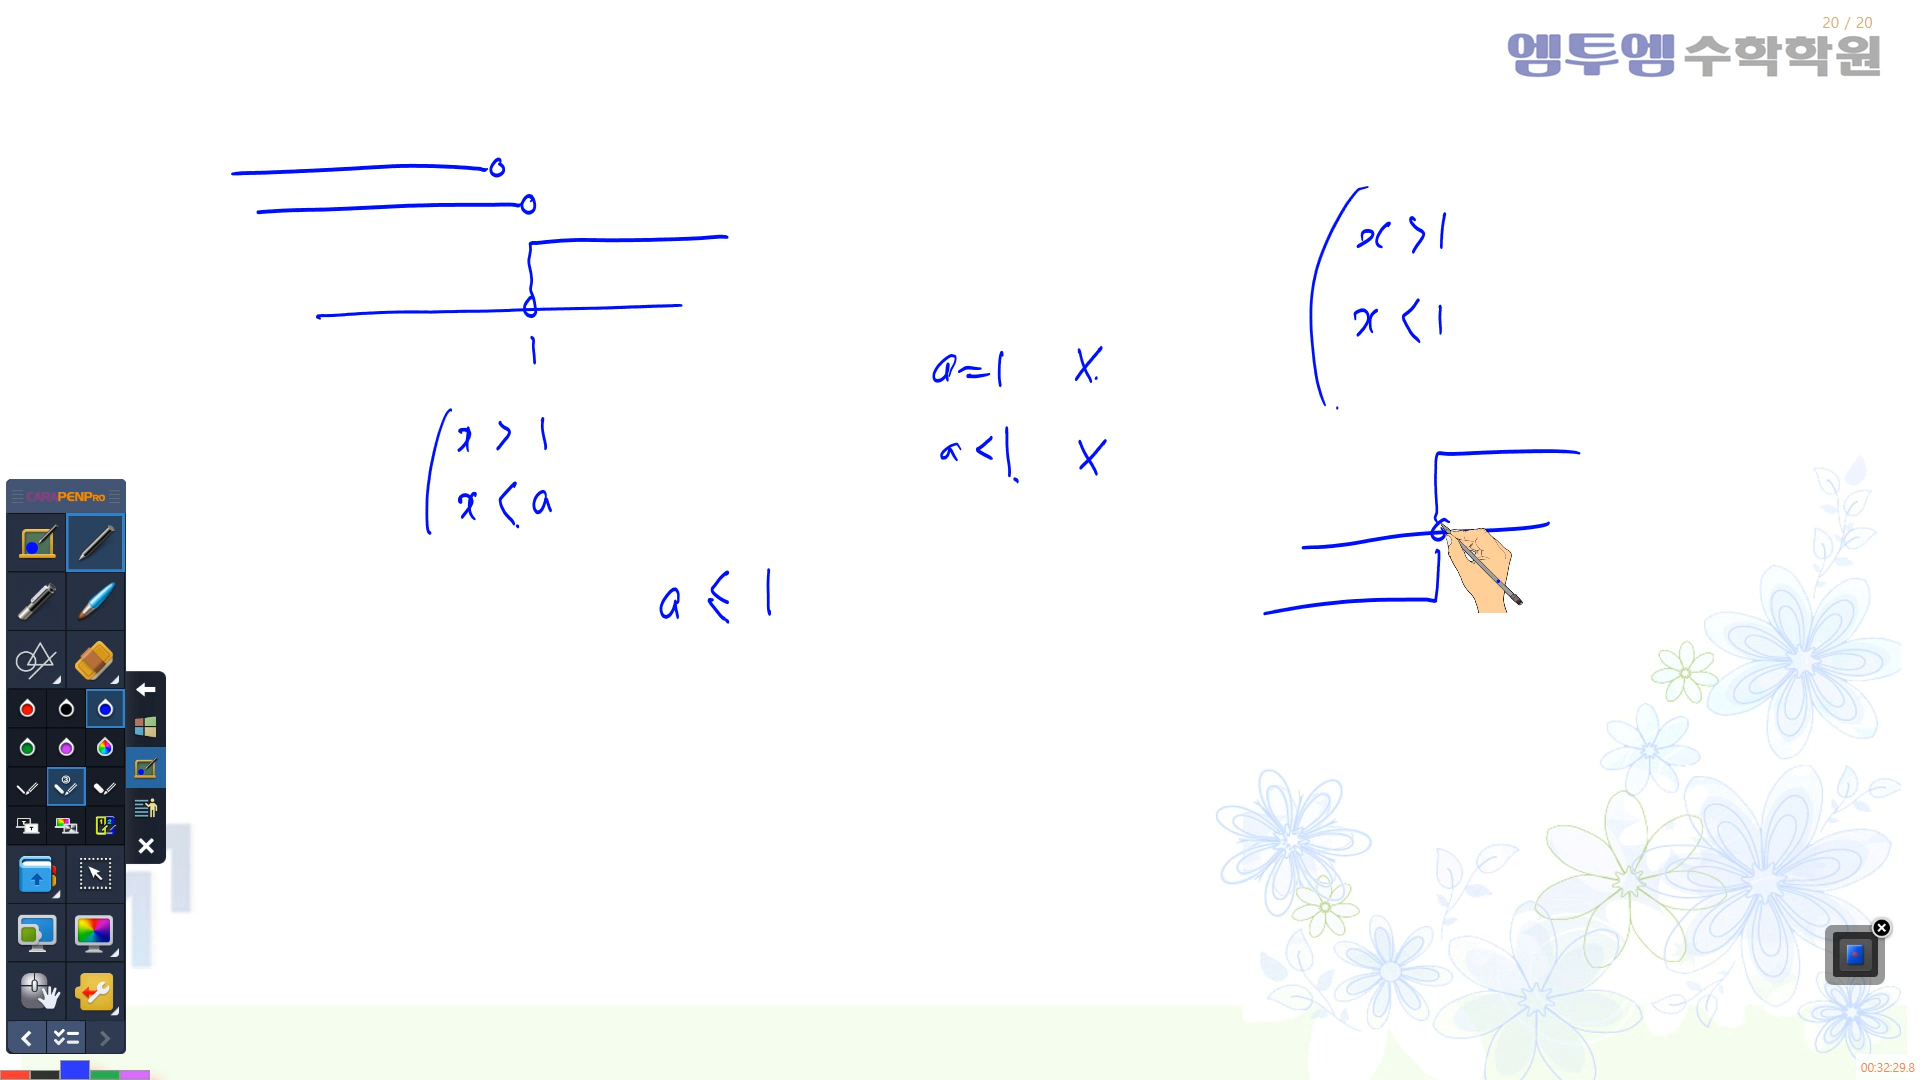 20 / 20
엠투엠 수학학원
1
x > 1
x < a
a ≤ 1
a=1 X.
a<1. X
x > 1
x < 1
CARAPENPRO
00:32:29.8